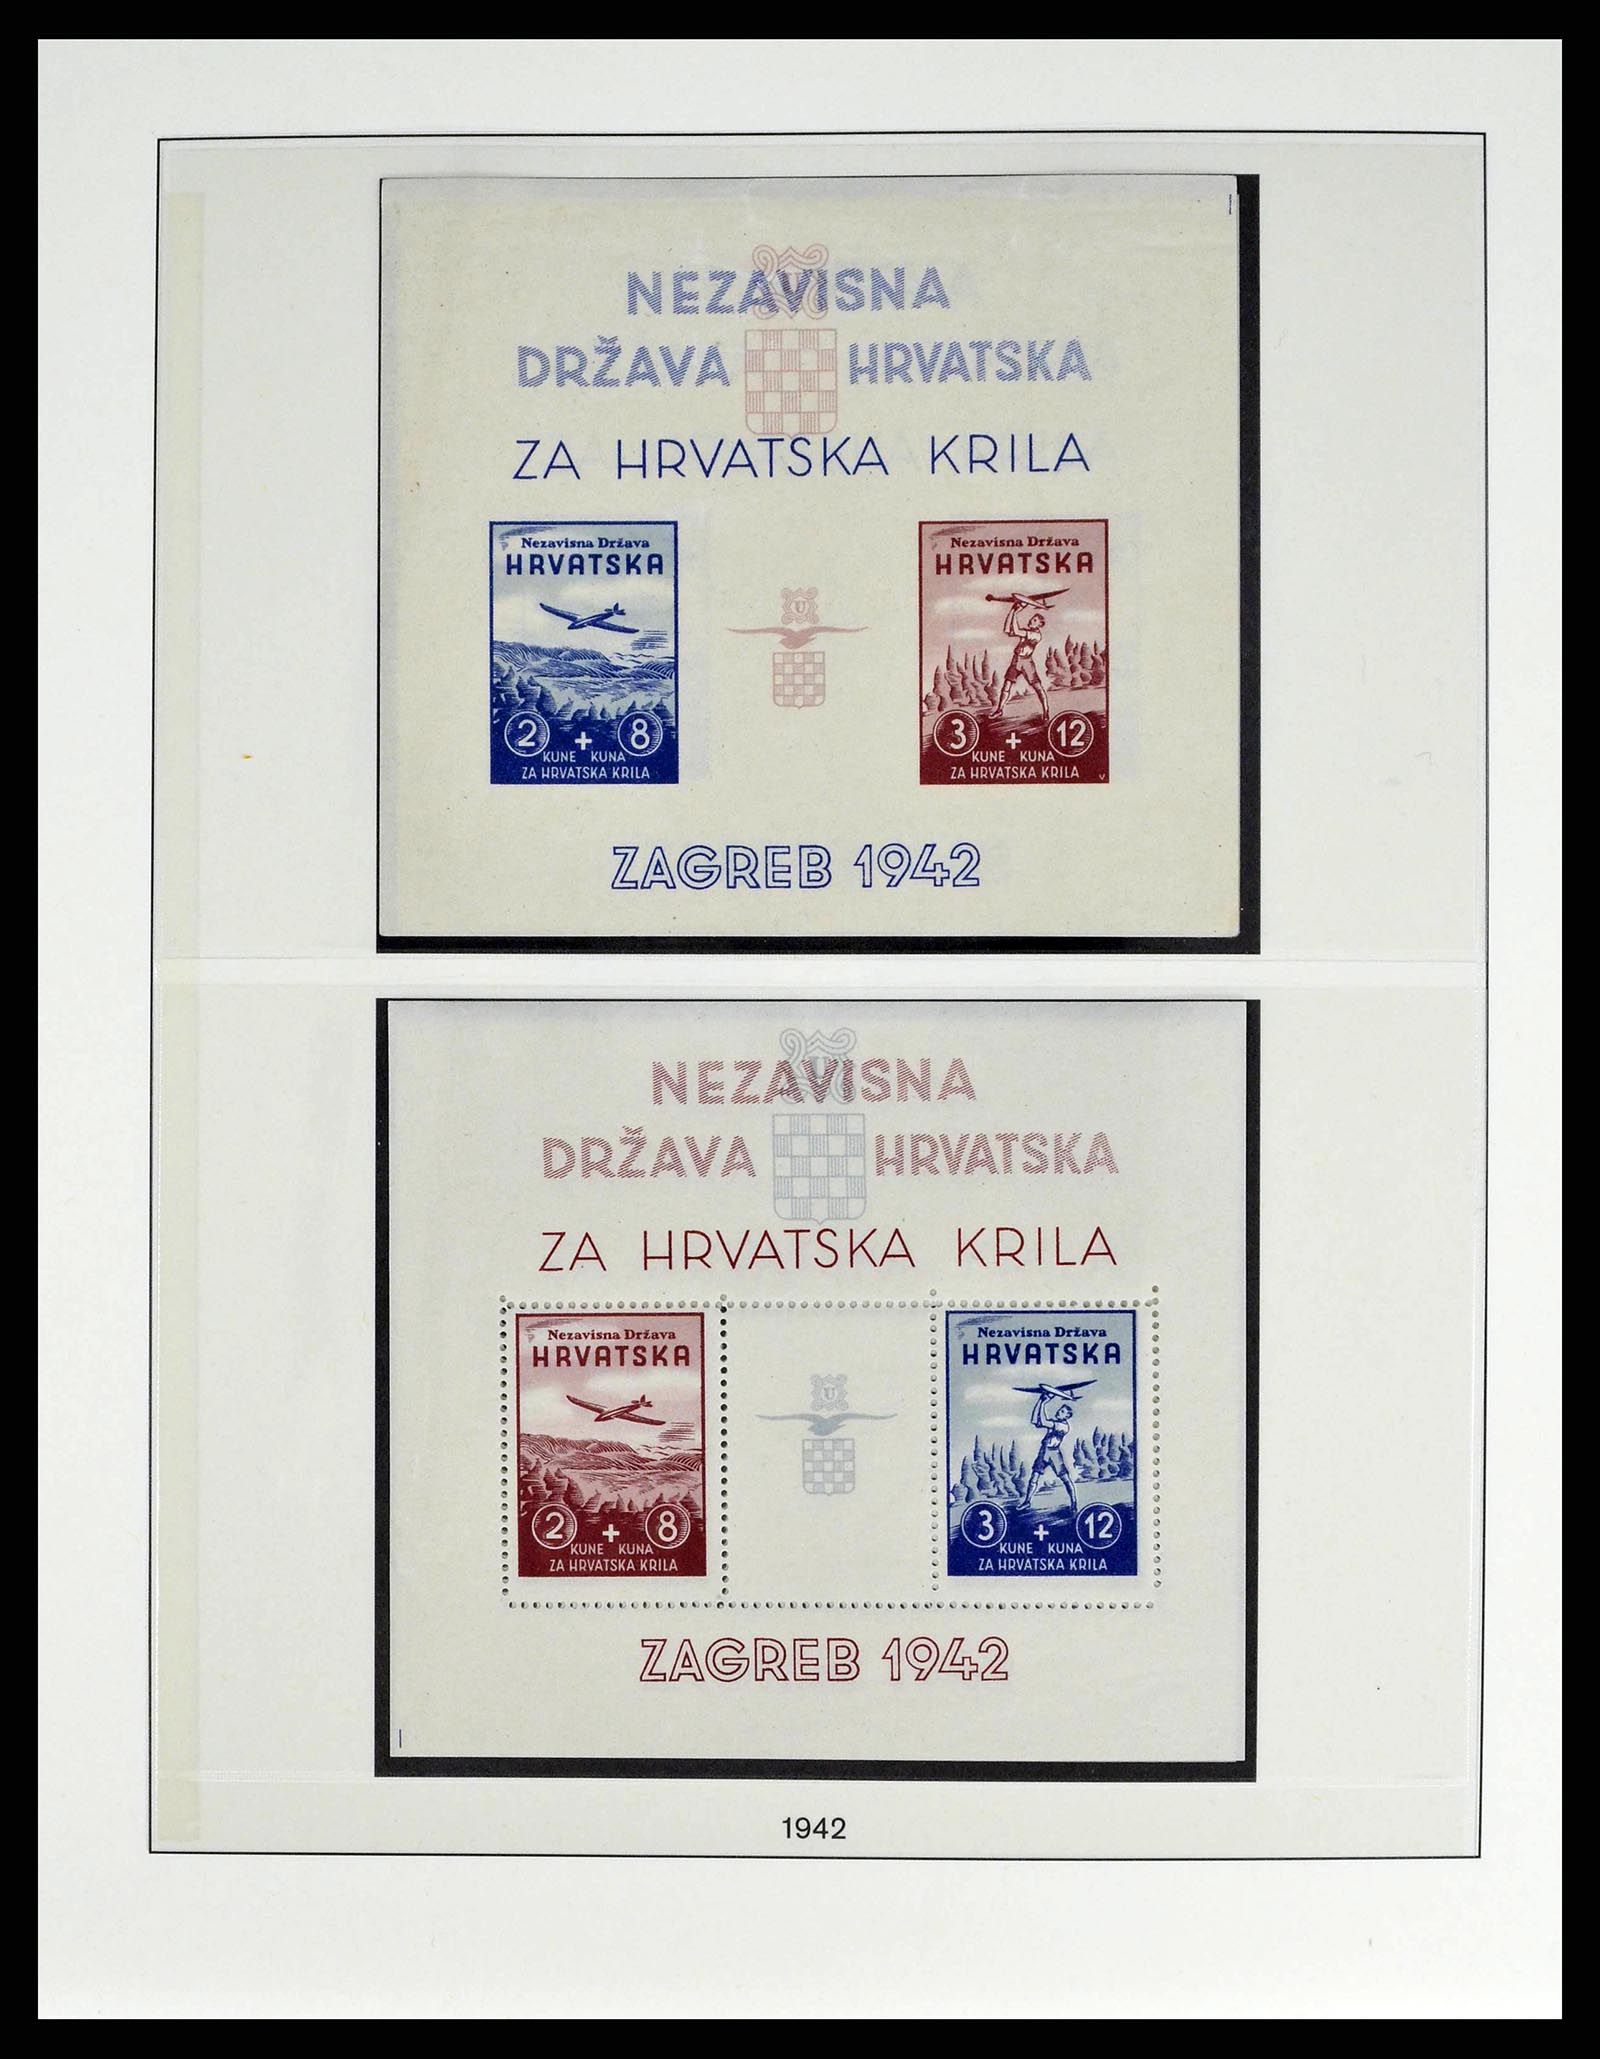 NEZAVISNA
DRŽAVA HRVATSKA
ZA HRVATSKA KRILA
Nezavisna Država
HRVATSKA
2 + 8
KUNE KUNA
ZA HRVATSKA KRILA
U
Nezavisna Država
HRVATSKA
3 + 12
KUNE KUNA
ZA HRVATSKA KRILA
ZAGREB 1942
NEZAVISNA
DRŽAVA HRVATSKA
ZA HRVATSKA KRILA
Nezavisna Država
HRVATSKA
2 + 8
KUNE KUNA
ZA HRVATSKA KRILA
U
Nezavisna Država
HRVATSKA
3 + 12
KUNE KUNA
ZA HRVATSKA KRILA
ZAGREB 1942
1942